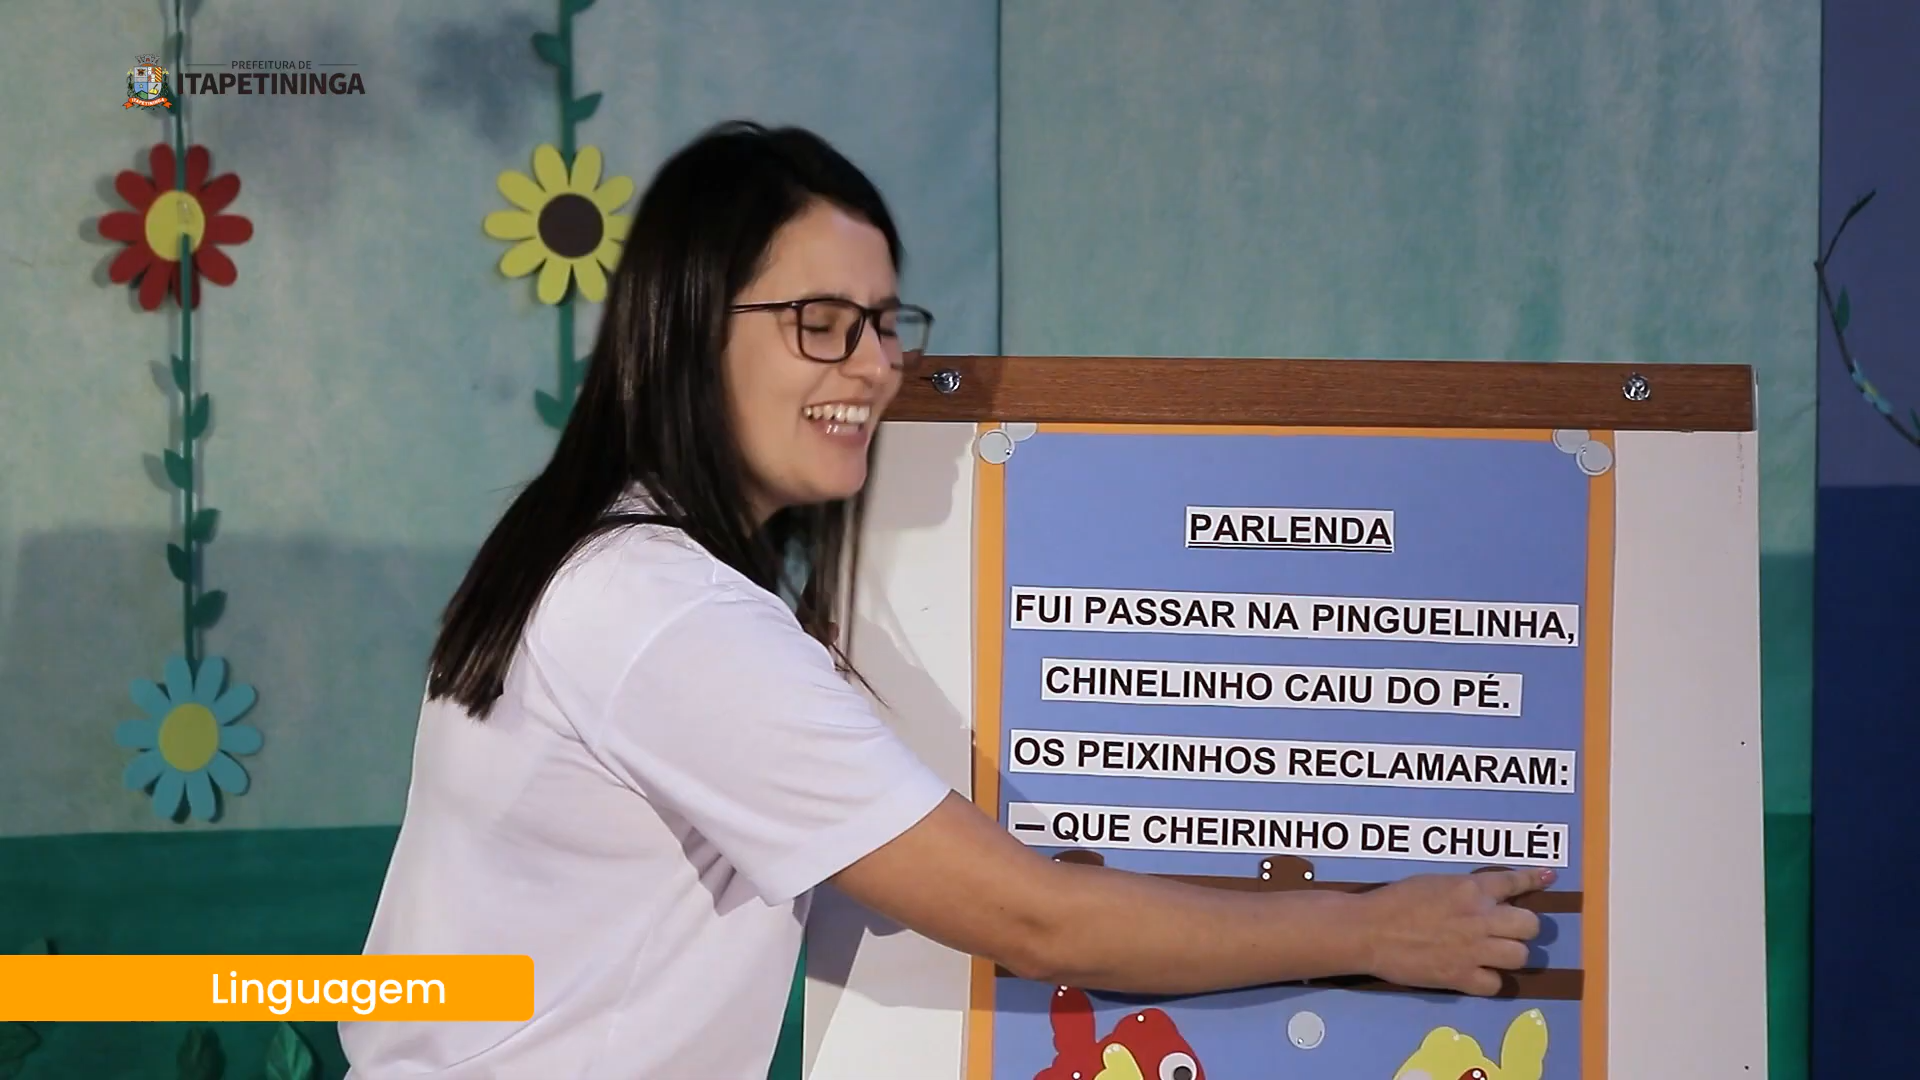 PREFEITURA DE
ITAPETININGA
PARLENDA
FUI PASSAR NA PINGUELINHA,
CHINELINHO CAIU DO PÉ.
OS PEIXINHOS RECLAMARAM:
— QUE CHEIRINHO DE CHULÉ!
Linguagem